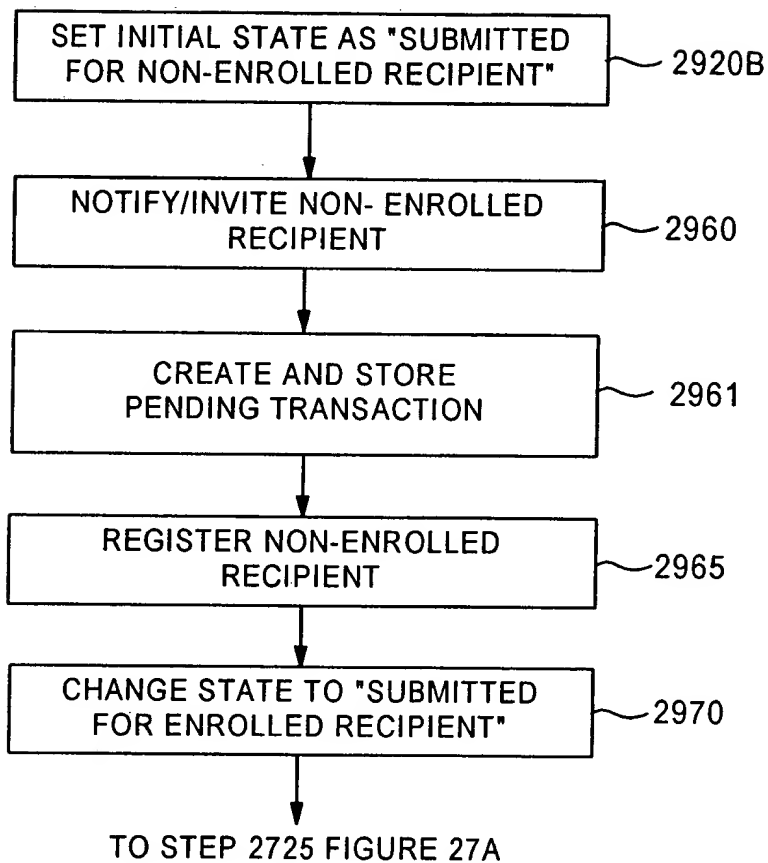 SET INITIAL STATE AS "SUBMITTED
FOR NON-ENROLLED RECIPIENT"
2920B
NOTIFY/INVITE NON- ENROLLED
RECIPIENT
2960
CREATE AND STORE
PENDING TRANSACTION
2961
REGISTER NON-ENROLLED
RECIPIENT
2965
CHANGE STATE TO "SUBMITTED
FOR ENROLLED RECIPIENT"
2970
TO STEP 2725 FIGURE 27A